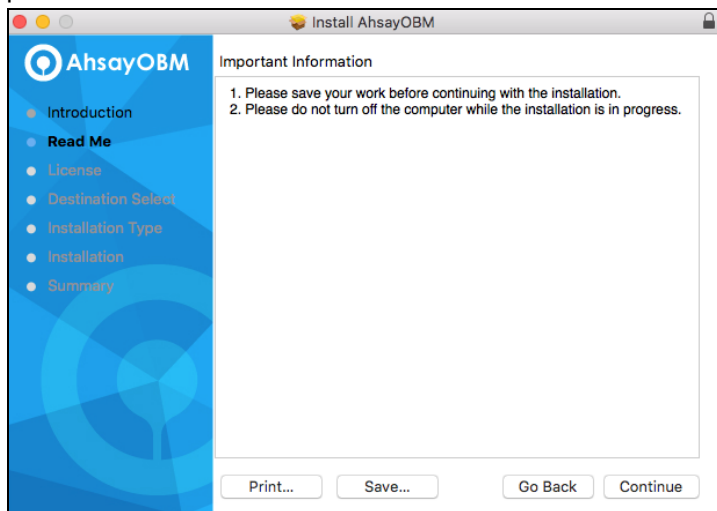 Install AhsayOBM
AhsayOBM
Introduction
Read Me
License
Destination Select
Installation Type
Installation
Summary
Important Information
1. Please save your work before continuing with the installation.
2. Please do not turn off the computer while the installation is in progress.
Print...
Save...
Go Back
Continue